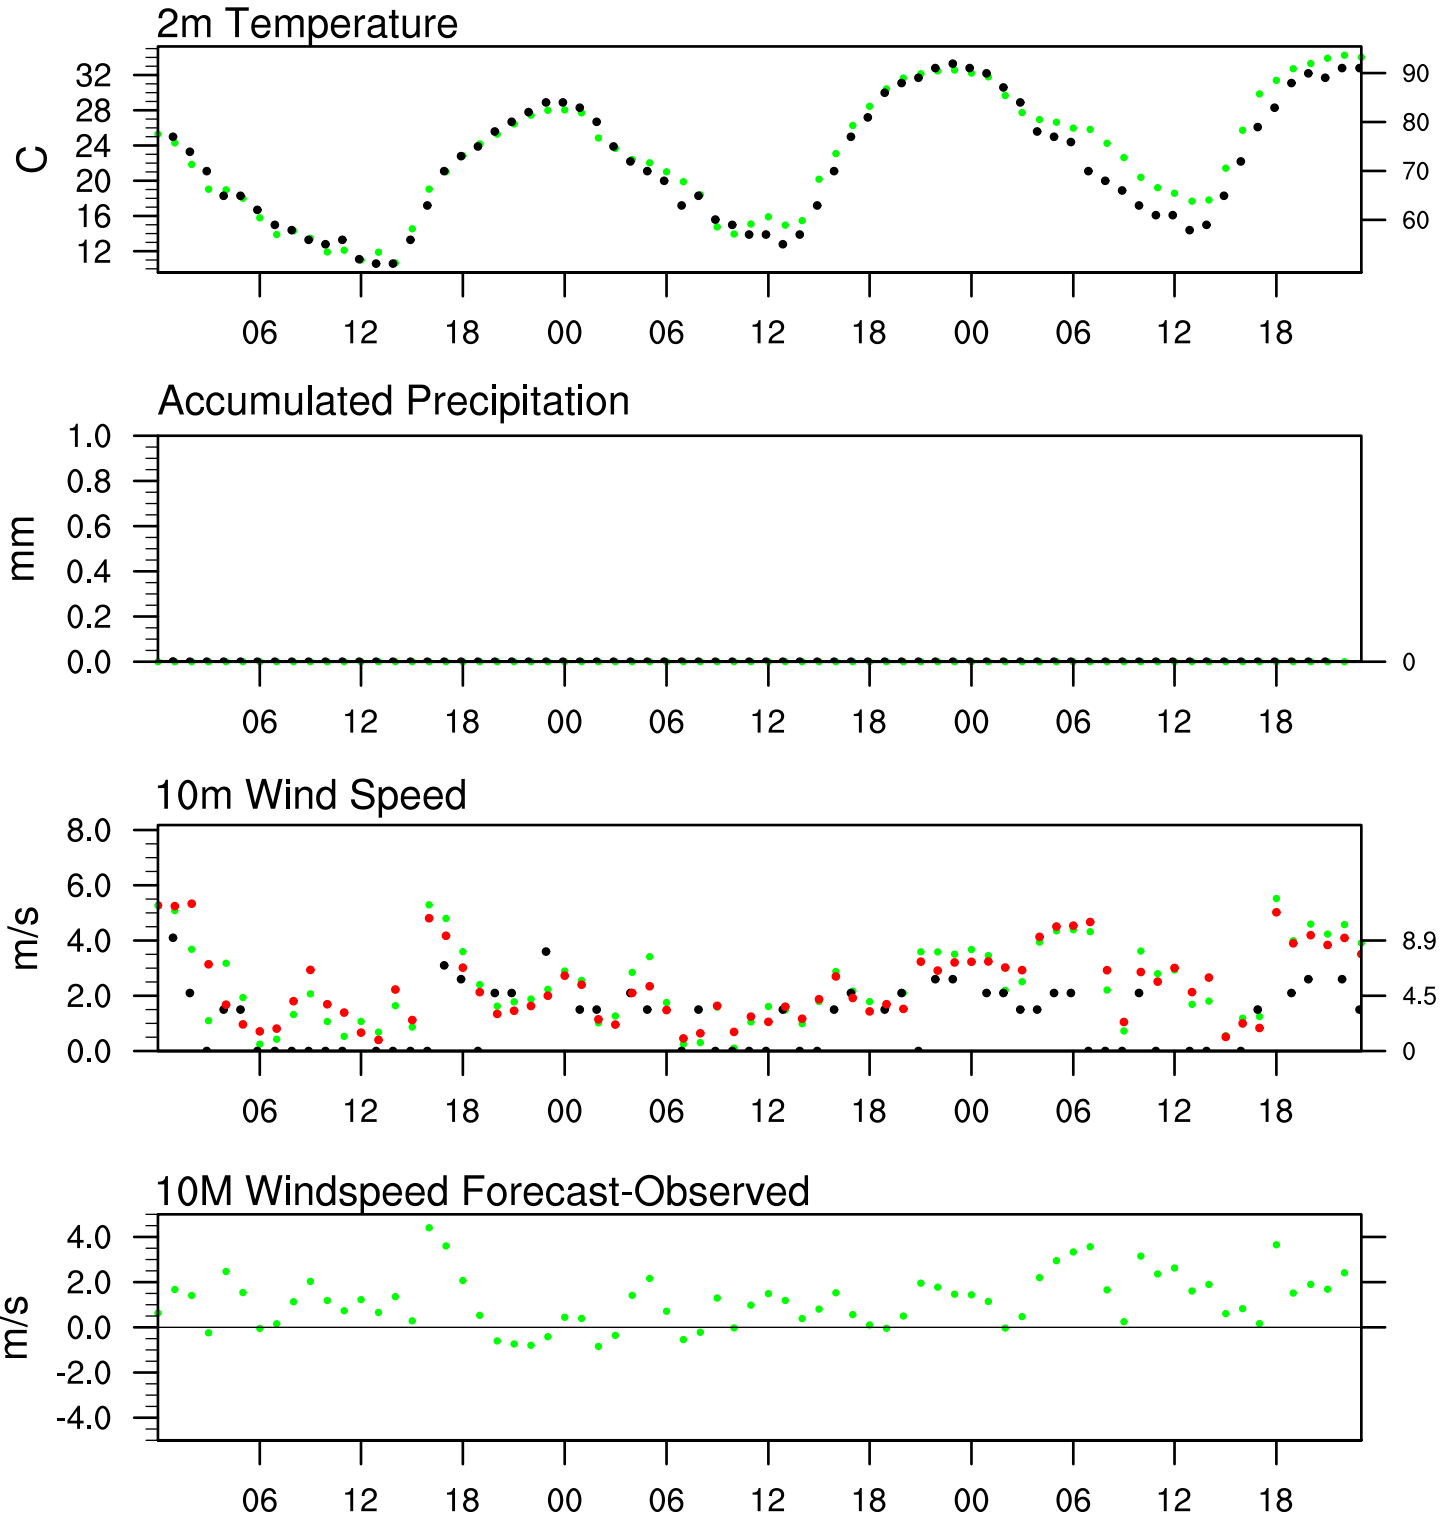 2m Temperature
32
28
24
20
16
12
C
90
80
70
60
06 12 18 00 06 12 18 00 06 12 18
Accumulated Precipitation
1.0
0.8
0.6
0.4
0.2
0.0
mm
0
06 12 18 00 06 12 18 00 06 12 18
10m Wind Speed
8.0
6.0
4.0
2.0
0.0
m/s
8.9
4.5
0
06 12 18 00 06 12 18 00 06 12 18
10M Windspeed Forecast-Observed
4.0
2.0
0.0
-2.0
-4.0
m/s
06 12 18 00 06 12 18 00 06 12 18